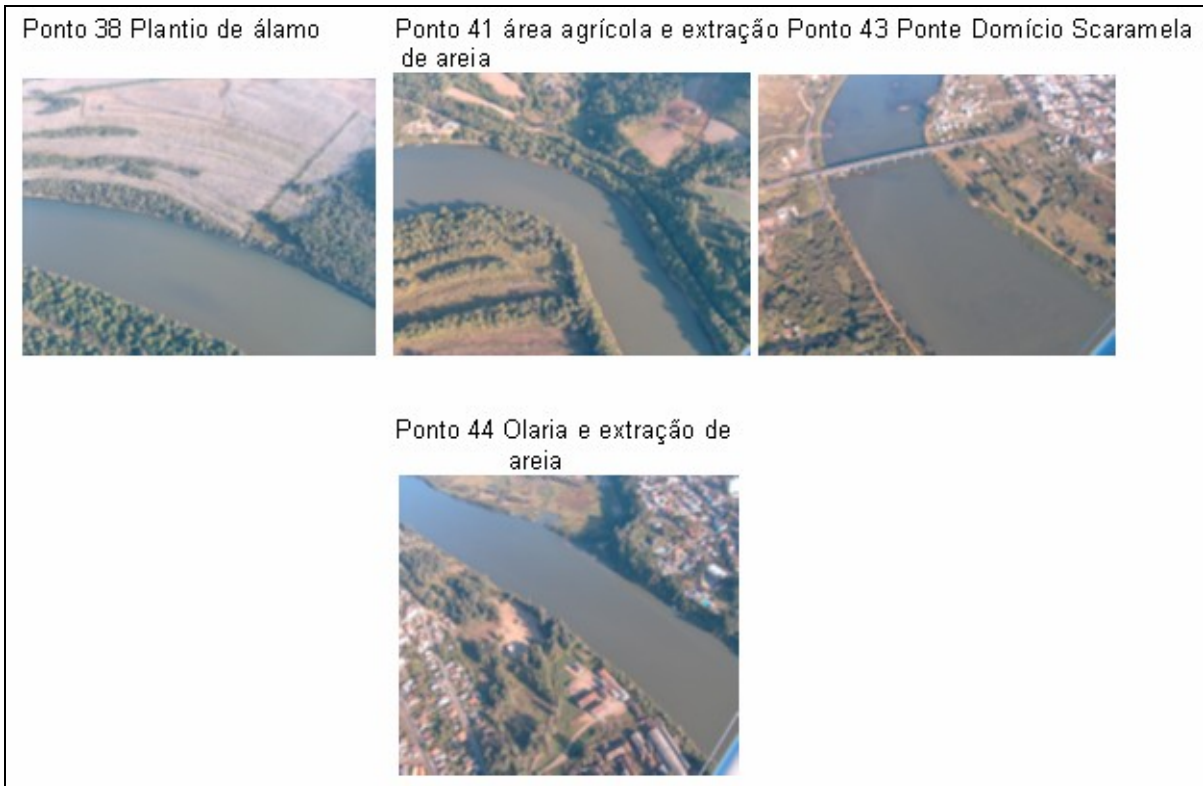 Ponto 38 Plantio de álamo
Ponto 41 área agrícola e extração
de areia
Ponto 43 Ponte Domício Scaramela
Ponto 44 Olaria e extração de
areia